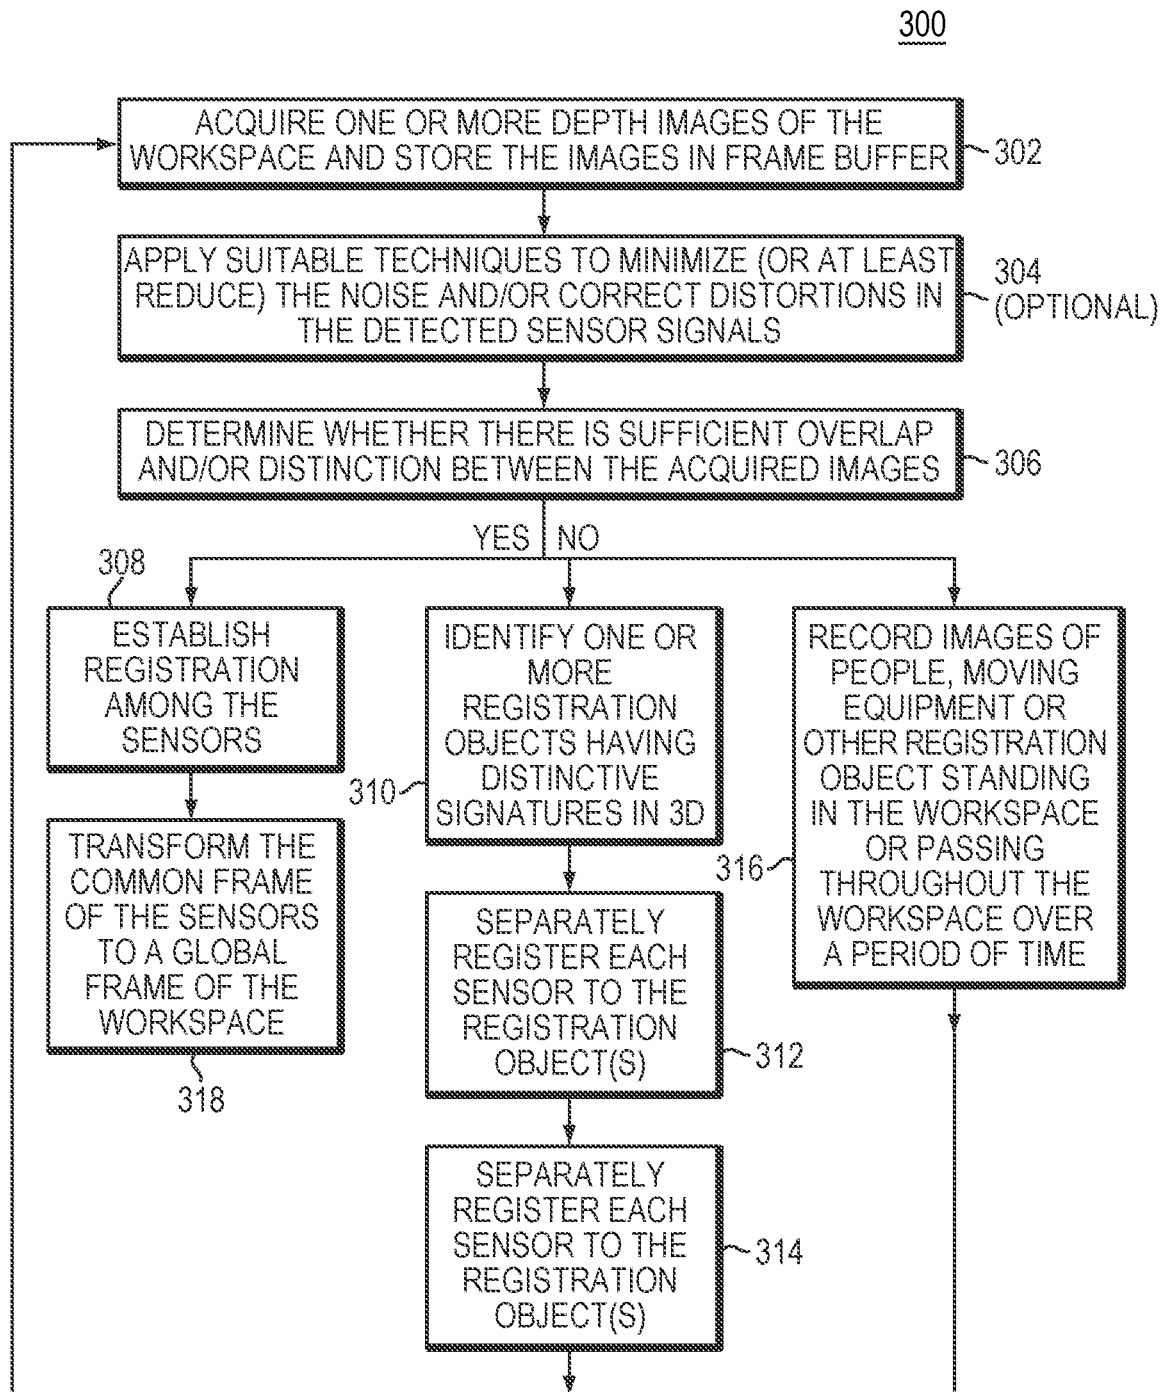 300
ACQUIRE ONE OR MORE DEPTH IMAGES OF THE
WORKSPACE AND STORE THE IMAGES IN FRAME BUFFER
302
APPLY SUITABLE TECHNIQUES TO MINIMIZE (OR AT LEAST
REDUCE) THE NOISE AND/OR CORRECT DISTORTIONS IN
THE DETECTED SENSOR SIGNALS
304
(OPTIONAL)
DETERMINE WHETHER THERE IS SUFFICIENT OVERLAP
AND/OR DISTINCTION BETWEEN THE ACQUIRED IMAGES
306
YES
NO
308
ESTABLISH
REGISTRATION
AMONG THE
SENSORS
TRANSFORM THE
COMMON FRAME
OF THE SENSORS
TO A GLOBAL
FRAME OF THE
WORKSPACE
318
IDENTIFY ONE OR
MORE
REGISTRATION
OBJECTS HAVING
DISTINCTIVE
SIGNATURES IN 3D
310
SEPARATELY
REGISTER EACH
SENSOR TO THE
REGISTRATION
OBJECT(S)
312
SEPARATELY
REGISTER EACH
SENSOR TO THE
REGISTRATION
OBJECT(S)
314
RECORD IMAGES OF
PEOPLE, MOVING
EQUIPMENT OR
OTHER REGISTRATION
OBJECT STANDING
IN THE WORKSPACE
OR PASSING
THROUGHOUT THE
WORKSPACE OVER
A PERIOD OF TIME
316